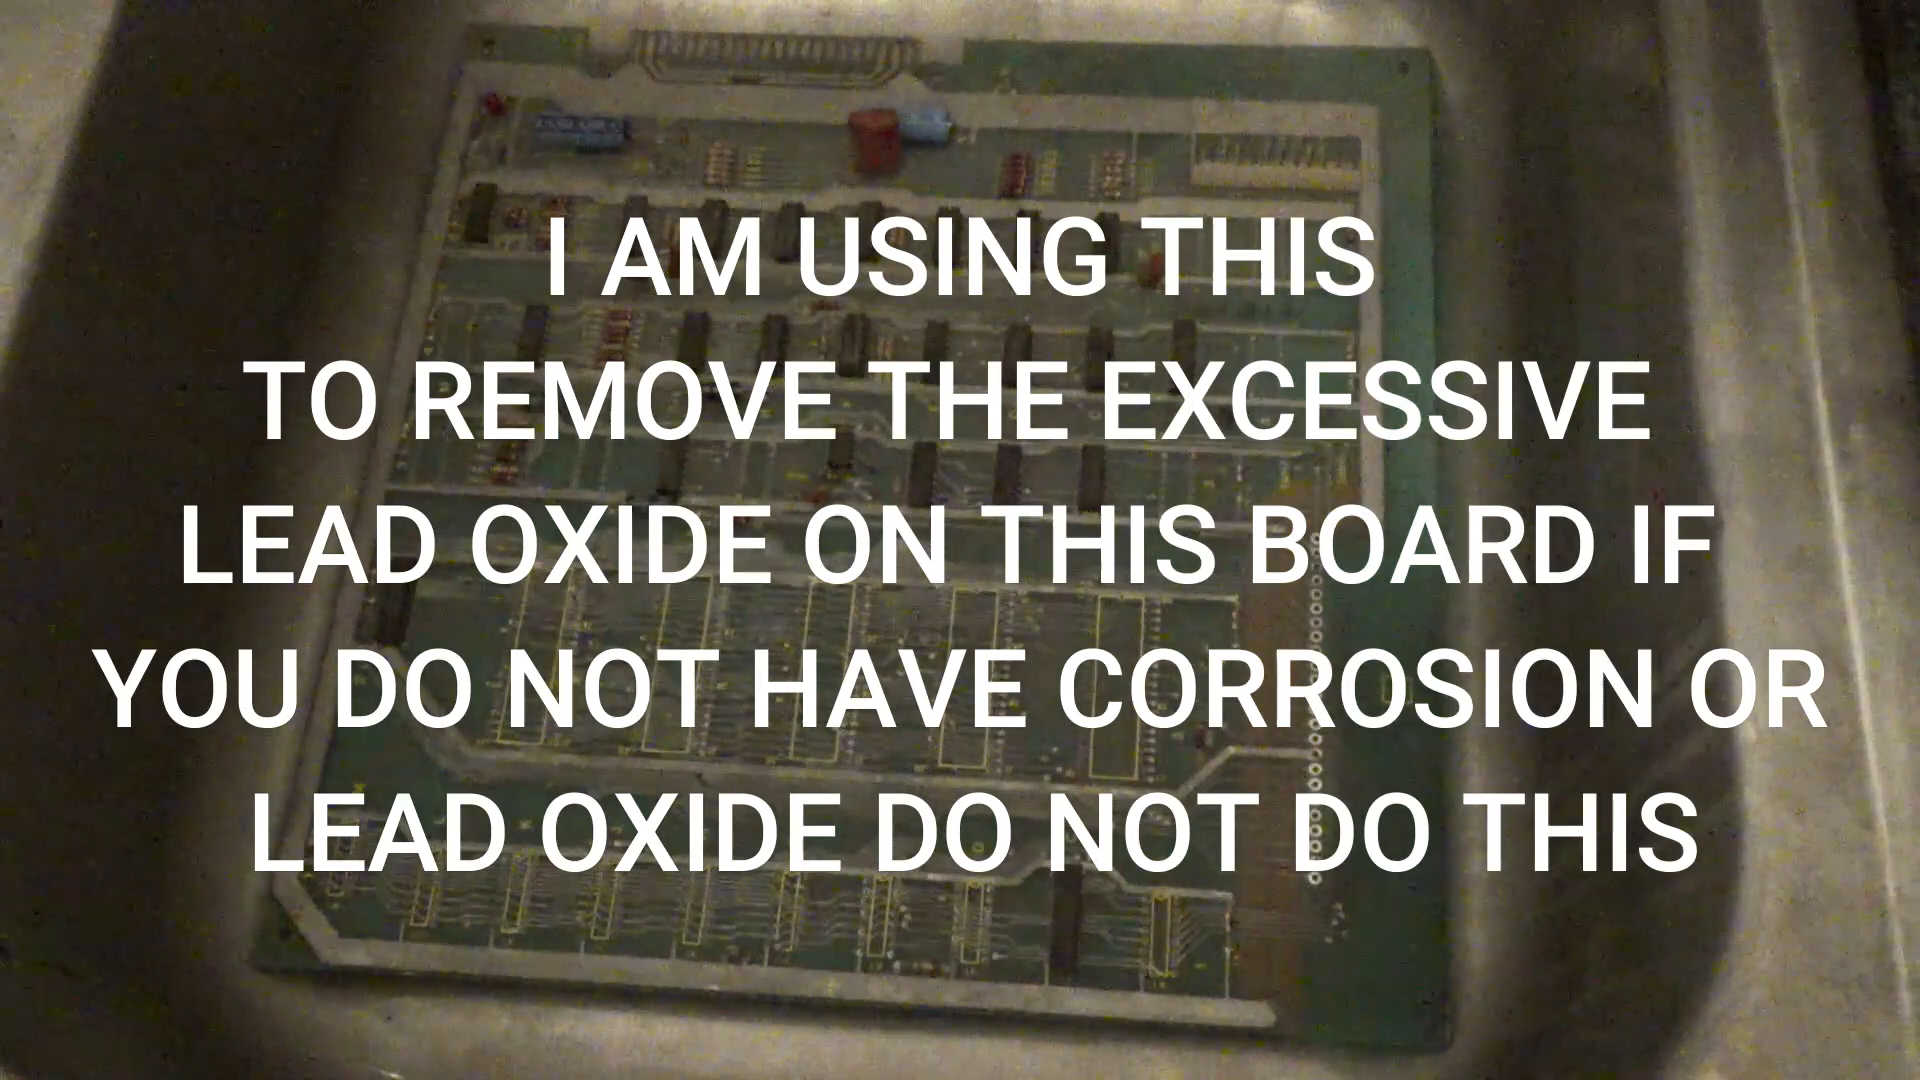 I AM USING THIS
TO REMOVE THE EXCESSIVE
LEAD OXIDE ON THIS BOARD IF
YOU DO NOT HAVE CORROSION OR
LEAD OXIDE DO NOT DO THIS